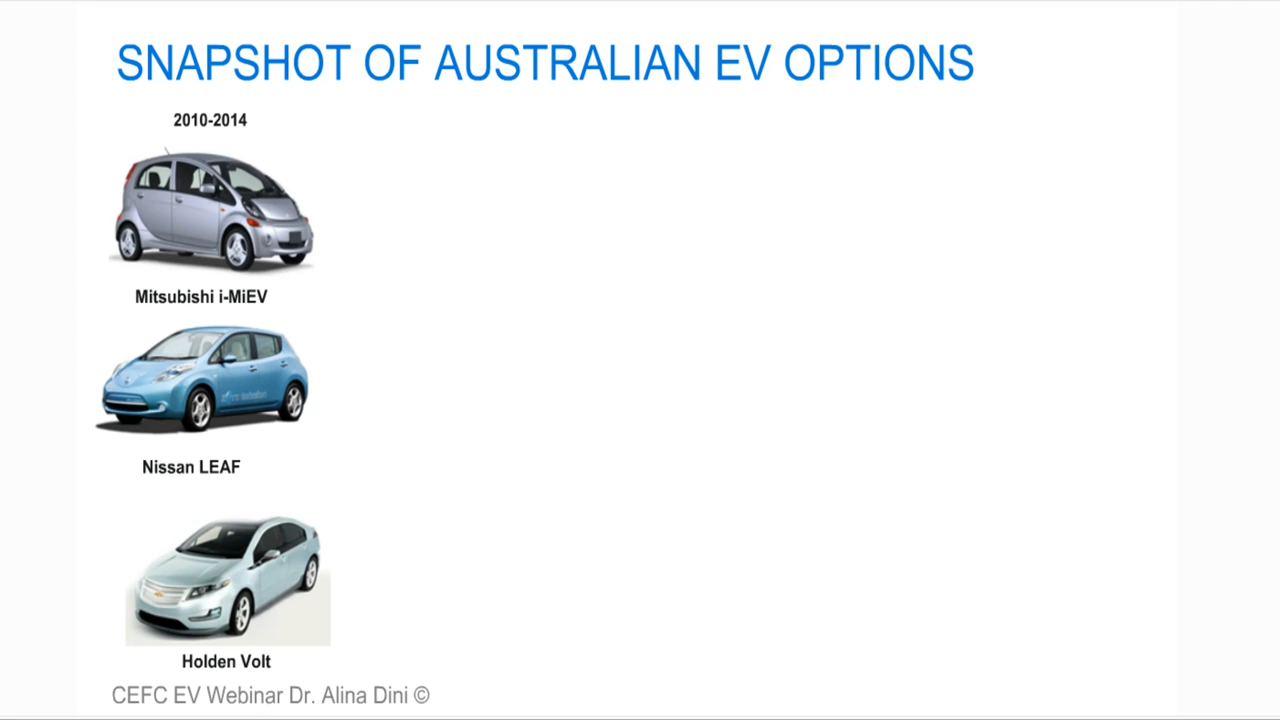 SNAPSHOT OF AUSTRALIAN EV OPTIONS
2010-2014
Mitsubishi i-MiEV
Nissan LEAF
Holden Volt
CEFC EV Webinar Dr. Alina Dini ©